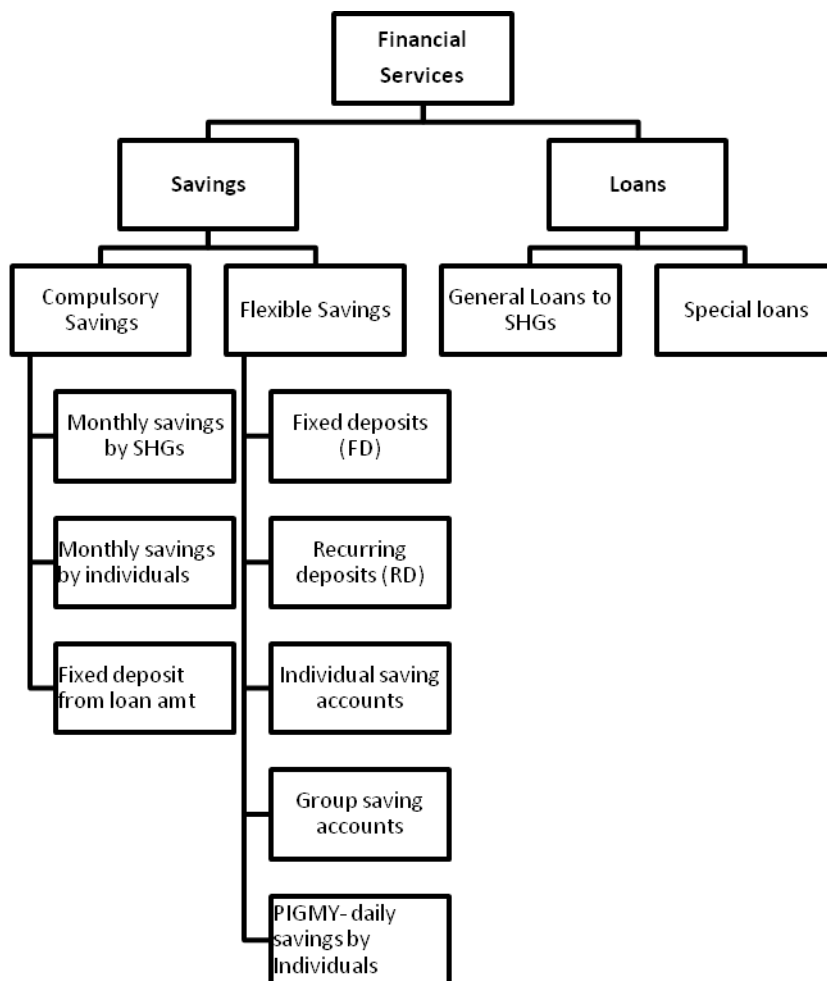 Financial
Services
Savings
Loans
Compulsory
Savings
Flexible Savings
General Loans to
SHGs
Special loans
Monthly savings
by SHGs
Fixed deposits
(FD)
Monthly savings
by individuals
Recurring
deposits (RD)
Fixed deposit
from loan amt
Individual saving
accounts
Group saving
accounts
PIGMY- daily
savings by
Individuals